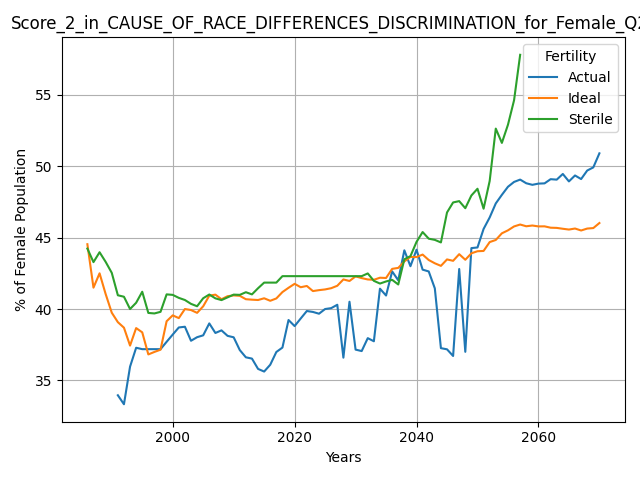 Score_2_in_CAUSE_OF_RACE_DIFFERENCES_DISCRIMINATION_for_Female_Q2
Fertility
Actual
Ideal
Sterile
% of Female Population
55
50
45
40
35
2000 2020 2040 2060
Years